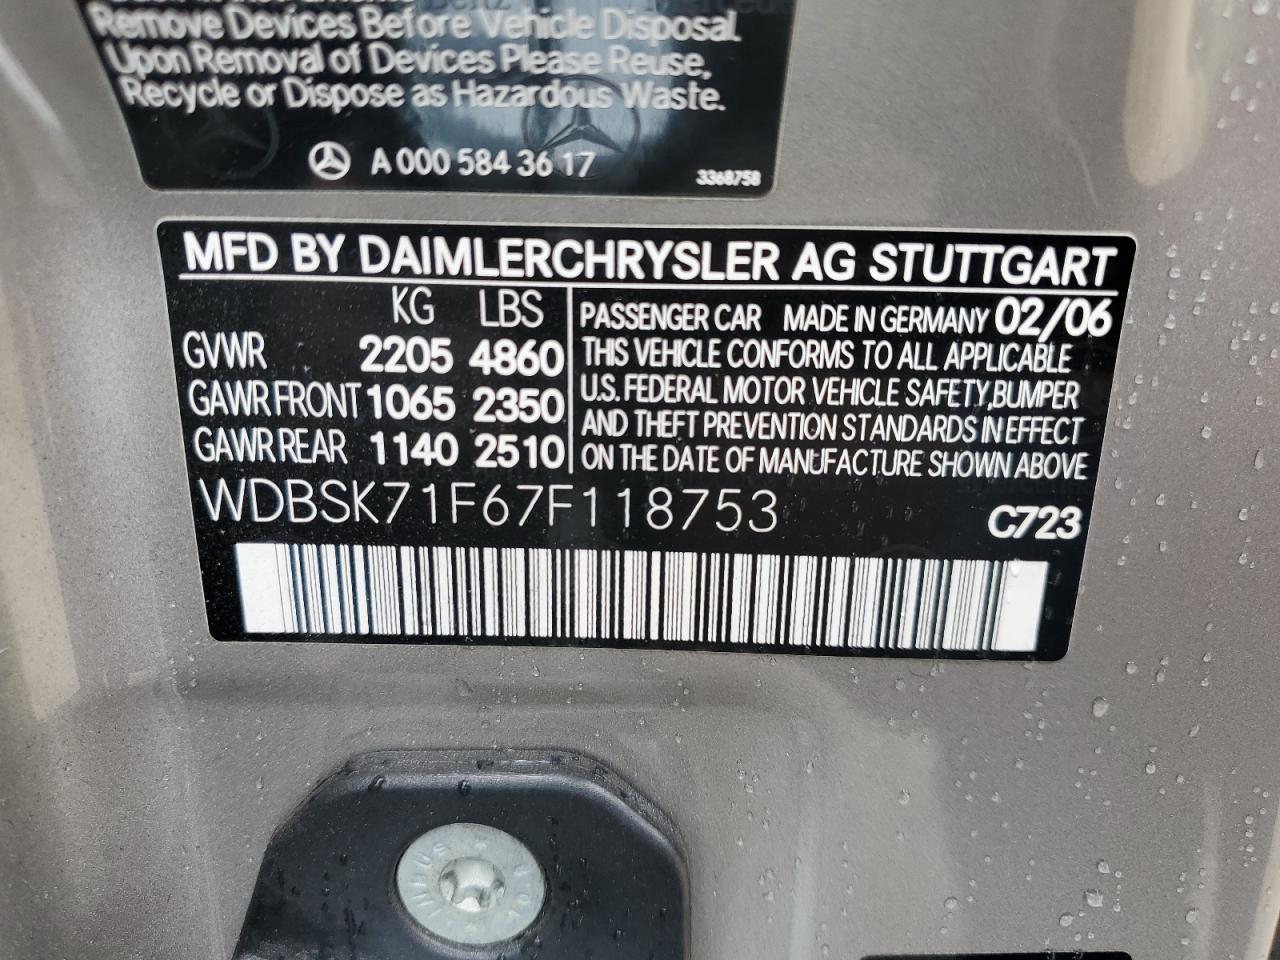 Remove Devices Before Vehicle Disposal.
Upon Removal of Devices Please Reuse,
Recycle or Dispose as Hazardous Waste.
A 000 584 36 17
3368758
MFD BY DAIMLERCHRYSLER AG STUTTGART
KG LBS
GVWR 2205 4860
GAWR FRONT 1065 2350
GAWR REAR 1140 2510
PASSENGER CAR MADE IN GERMANY 02/06
THIS VEHICLE CONFORMS TO ALL APPLICABLE
U.S. FEDERAL MOTOR VEHICLE SAFETY,BUMPER
AND THEFT PREVENTION STANDARDS IN EFFECT
ON THE DATE OF MANUFACTURE SHOWN ABOVE
WDBSK71F67F118753
C723